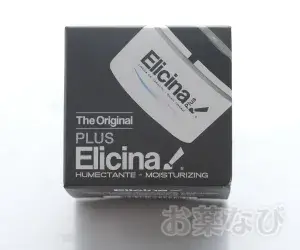 Elicina!
PLUS
The Original
PLUS
Elicina!
HUMECTANTE - MOISTURIZING
お薬なび